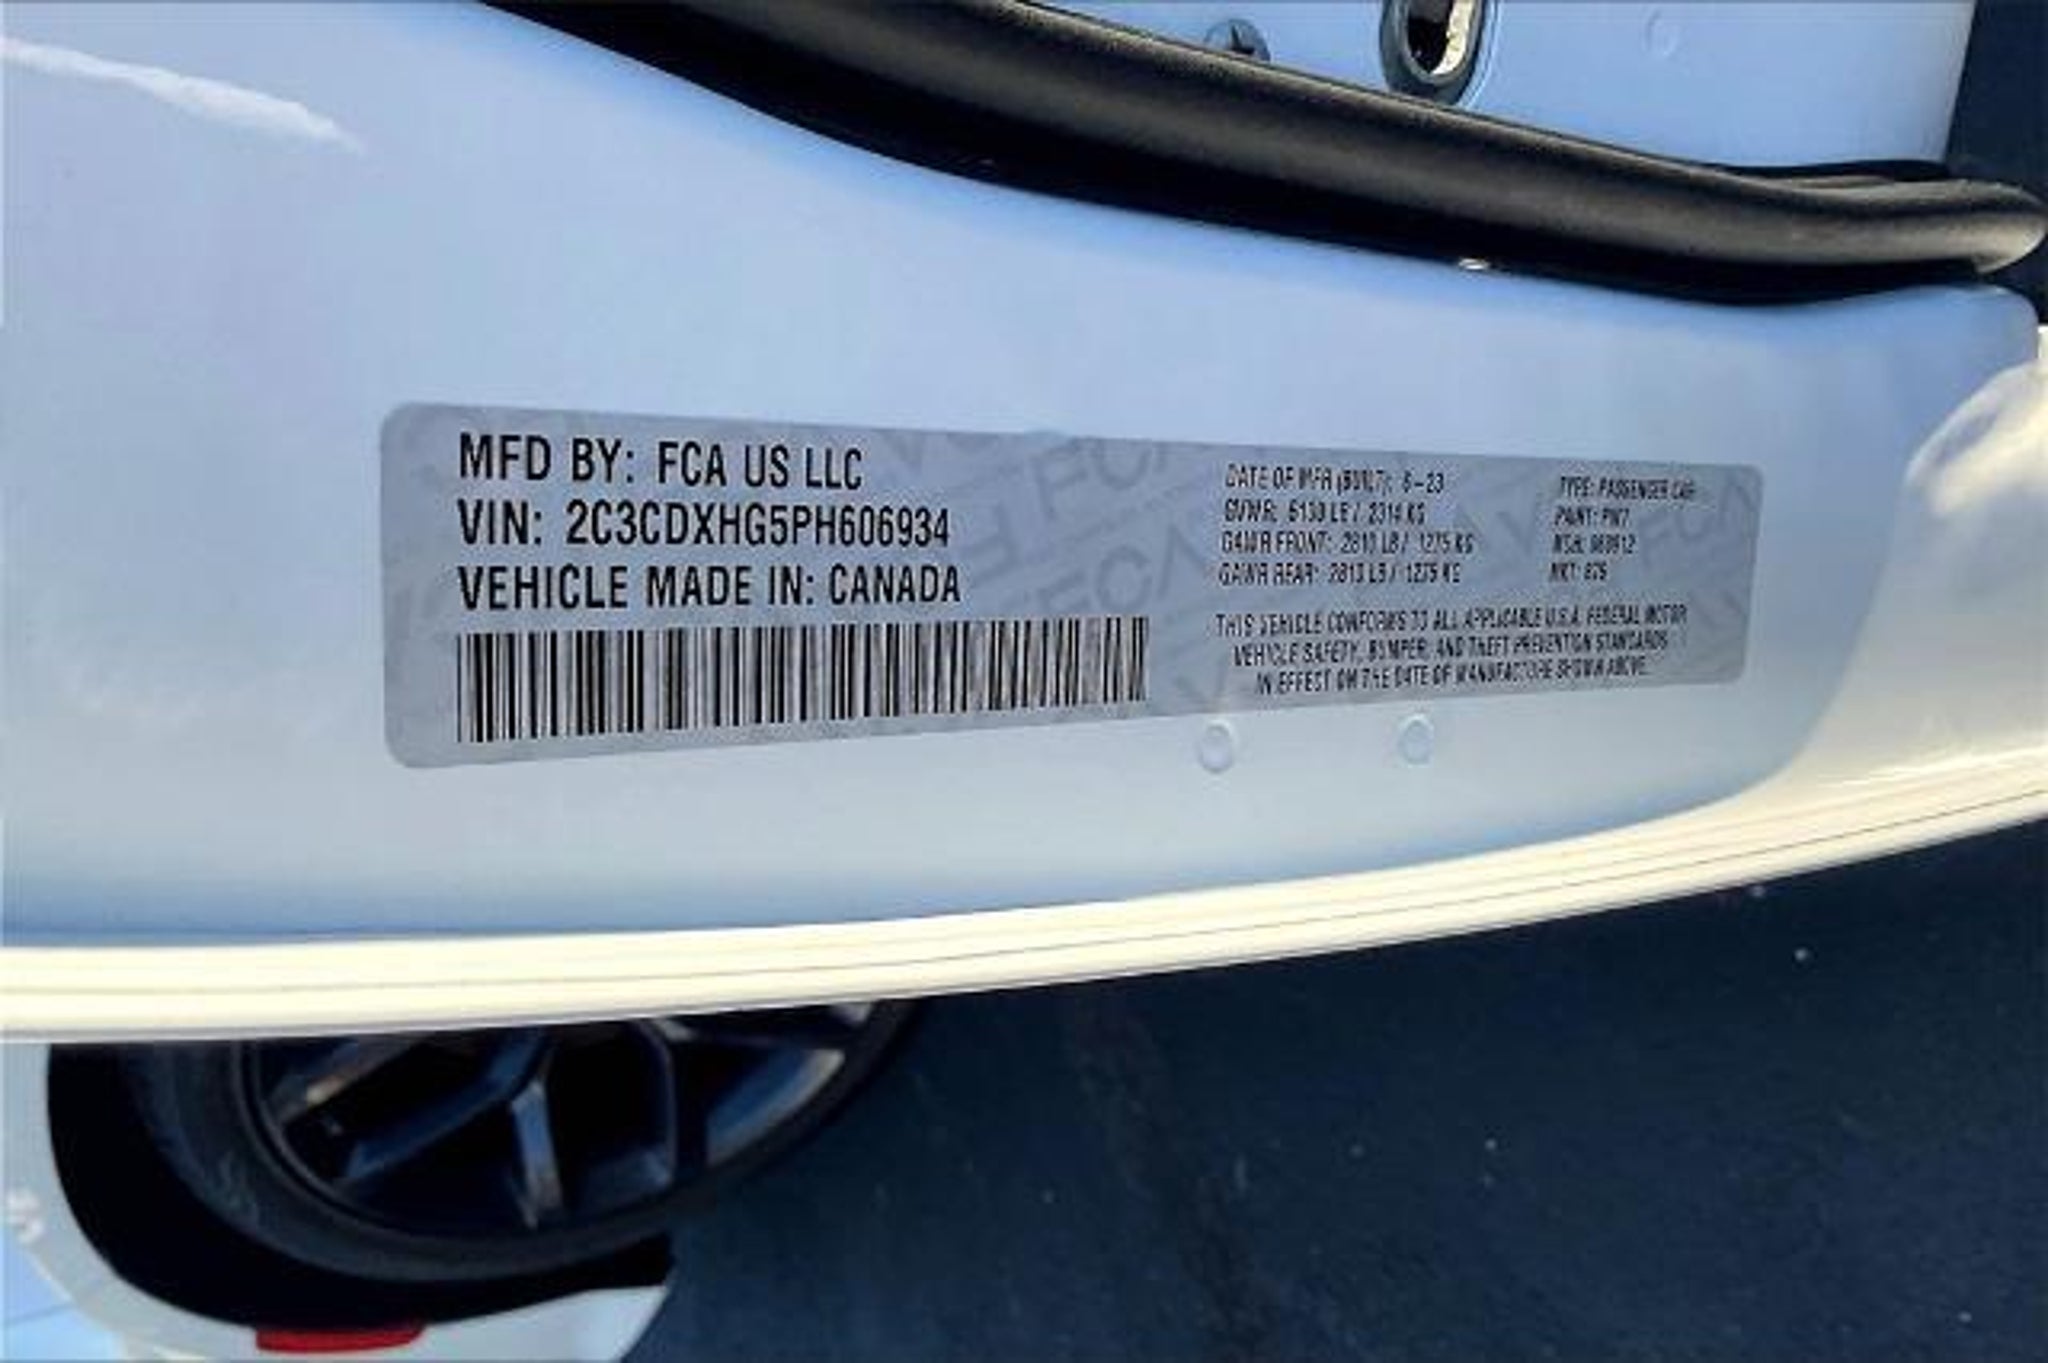 MFD BY: FCA US LLC
VIN: 2C3CDXHG5PH606934
VEHICLE MADE IN: CANADA
DATE OF MFR (BUILT): 6-23
GVWR: LB / 2314 KG
GAWR FRONT: LB / 1275 KG
GAWR REAR: LB / 1275 KG
TYPE: PASSENGER CAR
PAINT: PW7
MSH:
MKT:
THIS VEHICLE CONFORMS TO ALL APPLICABLE U.S.A. FEDERAL MOTOR
VEHICLE SAFETY, BUMPER, AND THEFT PREVENTION STANDARDS
IN EFFECT ON THE DATE OF MANUFACTURE SHOWN ABOVE.
FCA